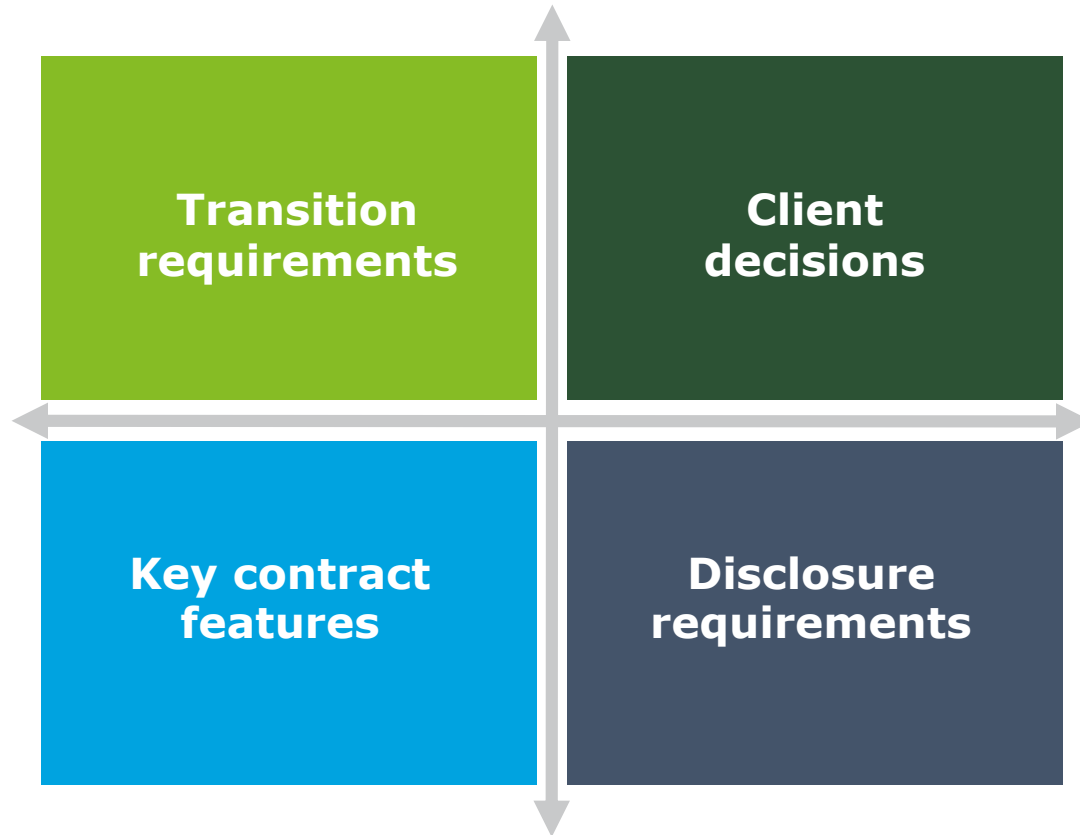 Transition
requirements
Client
decisions
Key contract
features
Disclosure
requirements